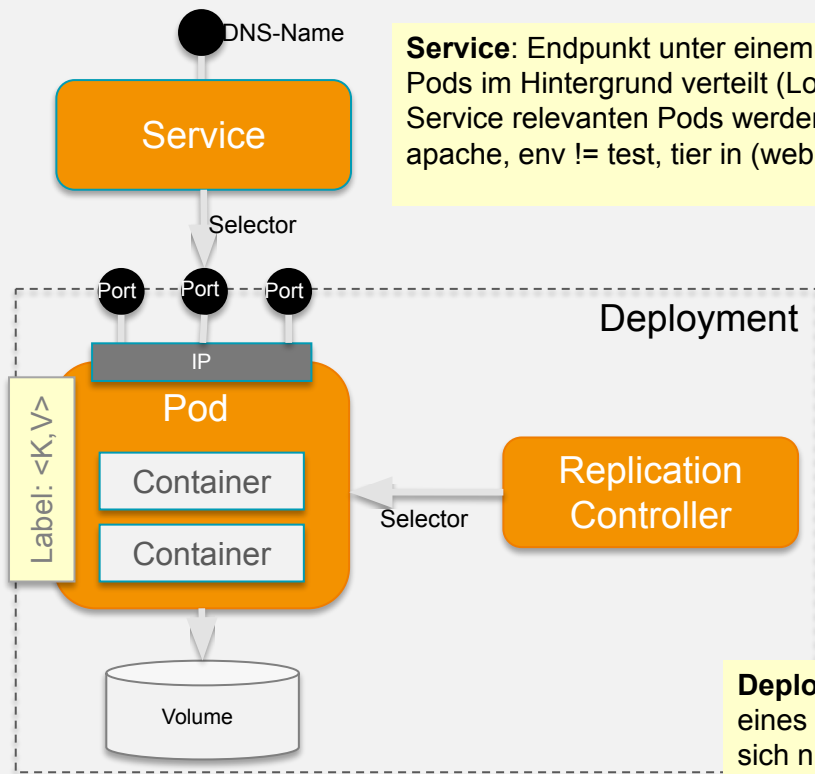 DNS-Name
Service: Endpunkt unter einem
Pods im Hintergrund verteilt (Lo
Service relevanten Pods werde
apache, env != test, tier in (web
Service
Selector
Port
Port
Port
Deployment
IP
Pod
Label: <K,V>
Container
Container
Selector
Replication
Controller
Volume
Deplo
eines
sich n